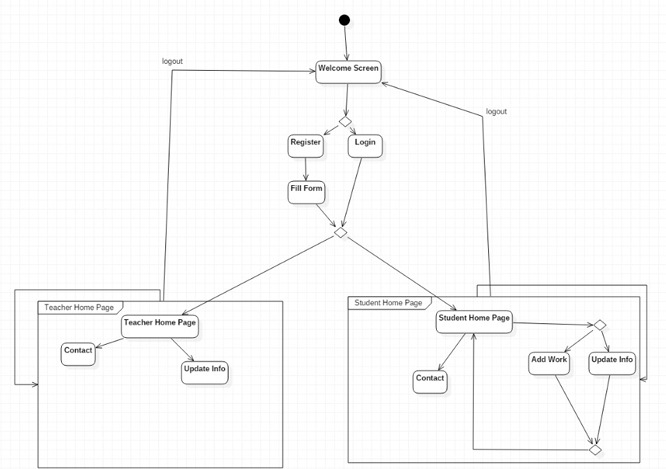 logout
Welcome Screen
logout
Register
Login
Fill Form
Teacher Home Page
Teacher Home Page
Contact
Update Info
Student Home Page
Student Home Page
Add Work
Update Info
Contact